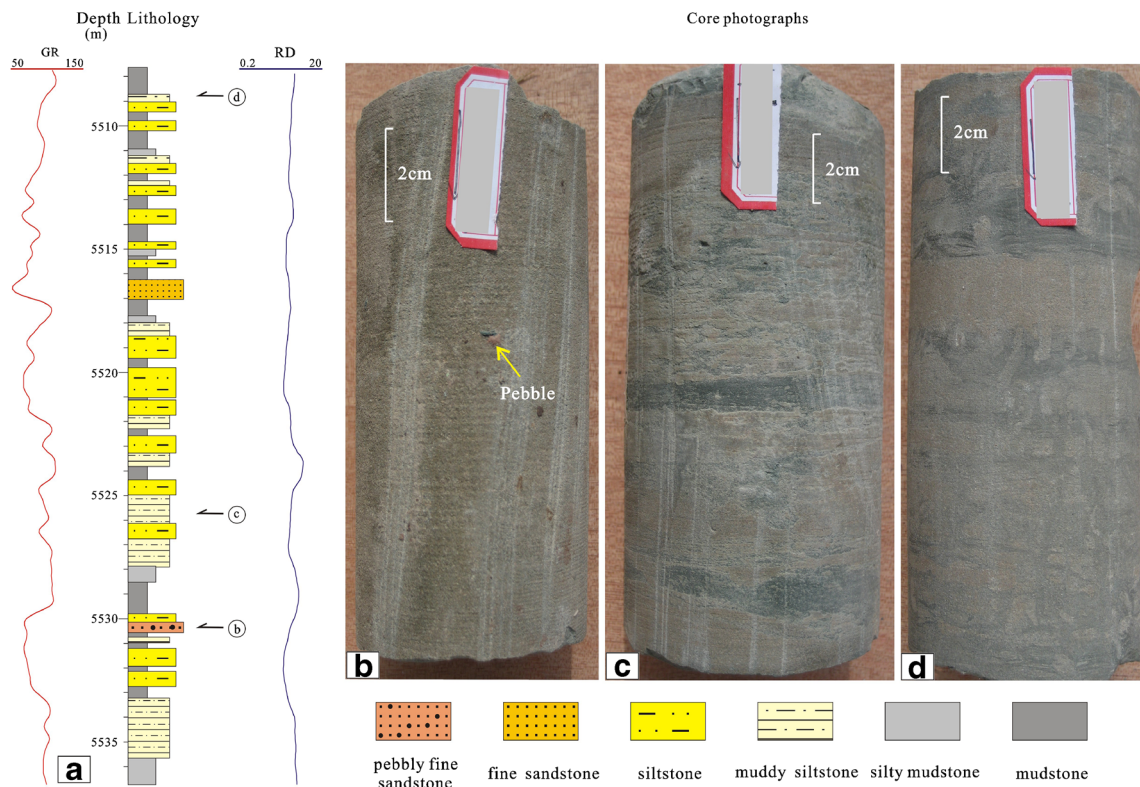 Depth Lithology
(m)
GR
50 150
RD
0.2 20
5510
5515
5520
5525
5530
5535
d
c
b
a
Core photographs
2cm
Pebble
b
2cm
c
2cm
d
pebbly fine
sandstone
fine sandstone
siltstone
muddy siltstone
silty mudstone
mudstone